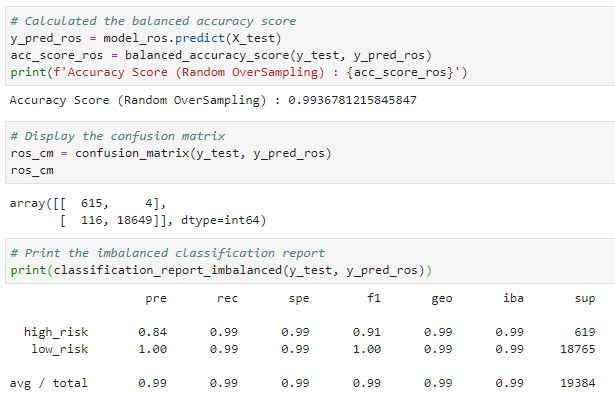 # Calculated the balanced accuracy score
y_pred_ros = model_ros.predict(X_test)
acc_score_ros = balanced_accuracy_score(y_test, y_pred_ros)
print(f'Accuracy Score (Random OverSampling) : {acc_score_ros}')
Accuracy Score (Random OverSampling) : 0.9936781215845847
# Display the confusion matrix
ros_cm = confusion_matrix(y_test, y_pred_ros)
ros_cm
array([[  615,     4],
       [  116, 18649]], dtype=int64)
# Print the imbalanced classification report
print(classification_report_imbalanced(y_test, y_pred_ros))
pre rec spe f1 geo iba sup
high_risk 0.84 0.99 0.99 0.91 0.99 0.99 619
low_risk 1.00 0.99 0.99 1.00 0.99 0.99 18765
avg / total 0.99 0.99 0.99 0.99 0.99 0.99 19384